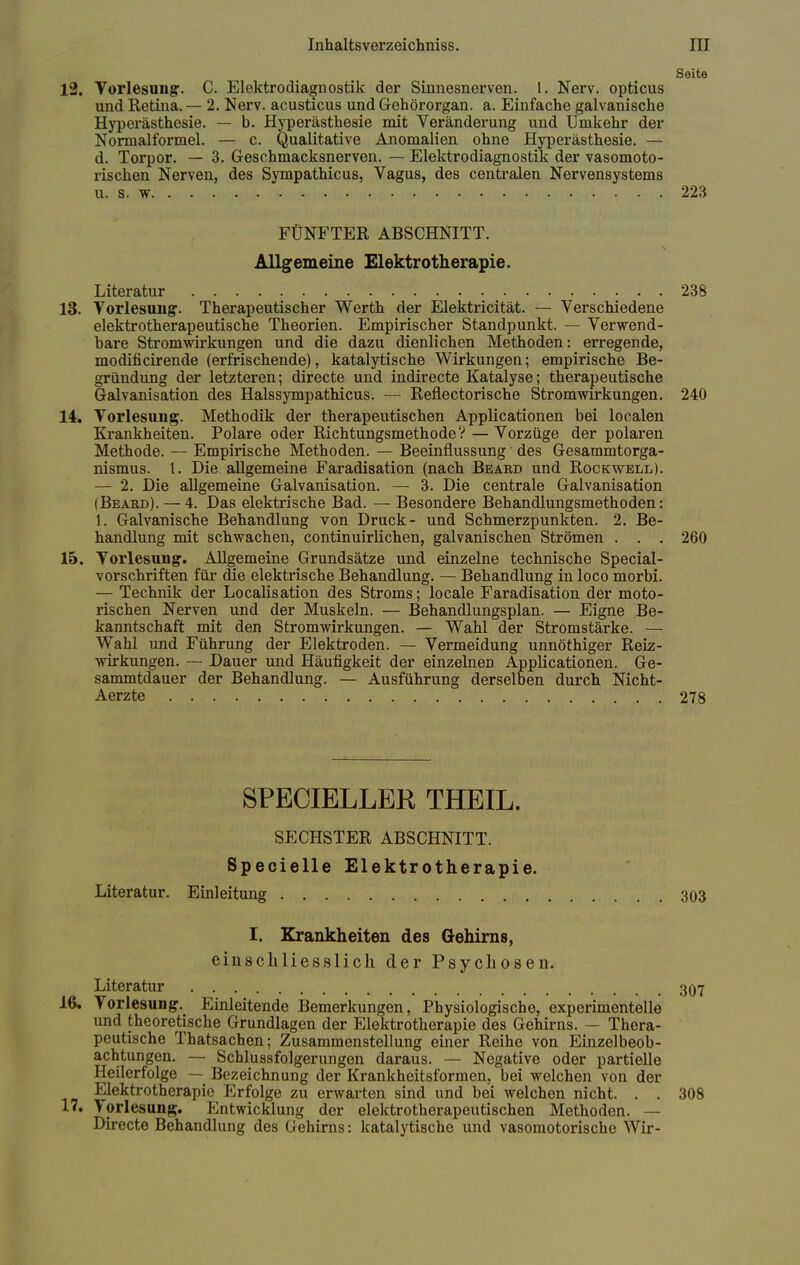 Inhaltsverzeichniss. III
Seite
12. Vorlesung. C. Elektrodiagnostik der Sinnesnerven. 1. Nerv. opticus
und Retina. — 2. Nerv. acusticus und Gehörorgan. a. Einfache galvanische
Hyperästhesie. — b. Hyperästhesie mit Veränderung und Umkehr der
Normalformel. — c. Qualitative Anomalien ohne Hyperästhesie. —
d. Torpor. — 3. Geschmacksnerven. — Elektrodiagnostik der vasomoto-
rischen Nerven, des Sympathicus, Vagus, des centralen Nervensystems
u. s. w. . . . . . . . . . . . . . . . . . . . . . . . . . 223
FÜNFTER ABSCHNITT.
Allgemeine Elektrotherapie.
Literatur . . . . . . . . . . . . . . . . . . . . . . . . 238
13. Vorlesung. Therapeutischer Werth der Elektricität. — Verschiedene
elektrotherapeutische Theorien. Empirischer Standpunkt. — Verwend-
bare Stromwirkungen und die dazu dienlichen Methoden: erregende,
modificirende (erfrischende), katalytische Wirkungen; empirische Be-
gründung der letzteren; directe und indirecte Katalyse; therapeutische
Galvanisation des Halssympathicus. — Reflectorische Stromwirkungen. 240
14. Vorlesung. Methodik der therapeutischen Applicationen bei localen
Krankheiten. Polare oder Richtungsmethode? — Vorzüge der polaren
Methode. — Empirische Methoden. — Beeinflussung des Gesammtorga-
nismus. 1. Die allgemeine Faradisation (nach Beard und Rockwell).
— 2. Die allgemeine Galvanisation. — 3. Die centrale Galvanisation
(Beard). — 4. Das elektrische Bad. — Besondere Behandlungsmethoden:
1. Galvanische Behandlung von Druck- und Schmerzpunkten. 2. Be-
handlung mit schwachen, continuirlichen, galvanischen Strömen . . . 260
15. Vorlesung. Allgemeine Grundsätze und einzelne technische Special-
vorschriften für die elektrische Behandlung. — Behandlung in loco morbi.
— Technik der Localisation des Stroms; locale Faradisation der moto-
rischen Nerven und der Muskeln. — Behandlungsplan. — Eigne Be-
kanntschaft mit den Stromwirkungen. — Wahl der Stromstärke. —
Wahl und Führung der Elektroden. — Vermeidung unnöthiger Reiz-
wirkungen. — Dauer und Häufigkeit der einzelnen Applicationen. Ge-
sammtdauer der Behandlung. — Ausführung derselben durch Nicht-
Aerzte . . . . . . . . . . . . . . . . . . . . . . . . . 278
SPECIELLER THEIL.
SECHSTER ABSCHNITT.
Specielle Elektrotherapie.
Literatur. Einleitung . . . . . . . . . . . . . . . . . . 303
I. Krankheiten des Gehirns,
einschliesslich der Psychosen.
Literatur . . . . . . . . . . . . . . . . . . . . . . . . 307
16. Vorlesung. Einleitende Bemerkungen, Physiologische, experimentelle
und theoretische Grundlagen der Elektrotherapie des Gehirns. — Thera-
peutische Thatsachen; Zusammenstellung einer Reihe von Einzelbeob-
achtungen. — Schlussfolgerungen daraus. — Negative oder partielle
Heilerfolge — Bezeichnung der Krankheitsformen, bei welchen von der
Elektrotherapie Erfolge zu erwarten sind und bei welchen nicht. . . 308
17. Vorlesung. Entwicklung der elektrotherapeutischen Methoden. —
Directe Behandlung des Gehirns: katalytische und vasomotorische Wir-